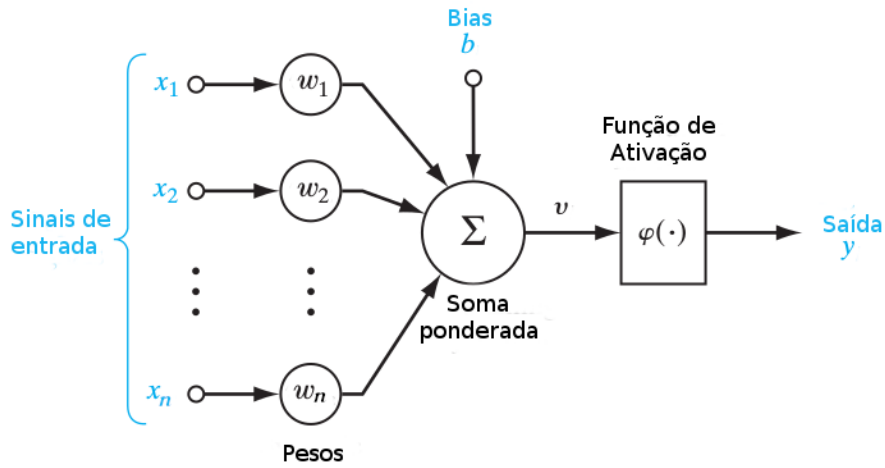 Bias
b
x₁
w₁
Função de
Ativação
x₂
w₂
Sinais de
entrada
Σ
v
φ(·)
Saída
y
Soma
ponderada
xₙ
wₙ
Pesos